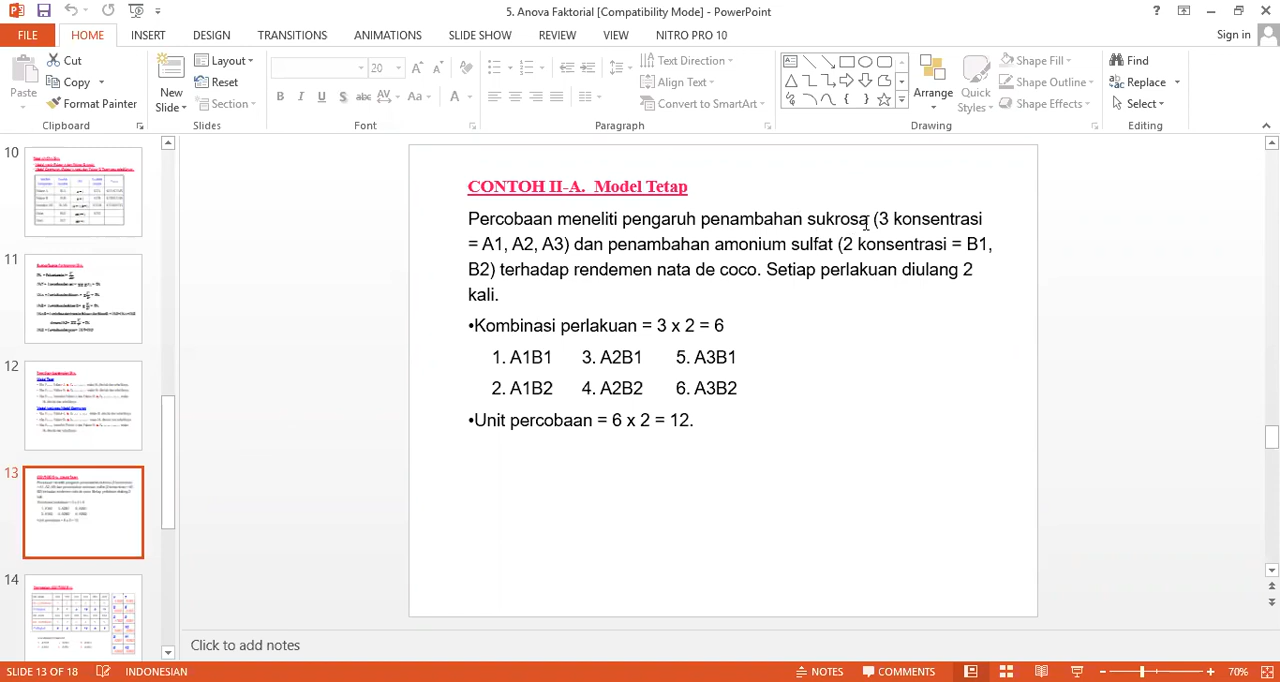 5. Anova Faktorial [Compatibility Mode] - PowerPoint
Sign in
FILE HOME INSERT DESIGN TRANSITIONS ANIMATIONS SLIDE SHOW REVIEW VIEW NITRO PRO 10
Paste
Cut
Copy
Format Painter
Clipboard
New Slide
Layout
Reset
Section
Slides
20
Font
Text Direction
Align Text
Convert to SmartArt
Paragraph
Arrange
Quick Styles
Shape Fill
Shape Outline
Shape Effects
Drawing
Find
Replace
Select
Editing
10
11
12
13
14
CONTOH II-A. Model Tetap
Percobaan meneliti pengaruh penambahan sukrosa (3 konsentrasi
= A1, A2, A3) dan penambahan amonium sulfat (2 konsentrasi = B1,
B2) terhadap rendemen nata de coco. Setiap perlakuan diulang 2
kali.
•Kombinasi perlakuan = 3 x 2 = 6
1. A1B1 3. A2B1 5. A3B1
2. A1B2 4. A2B2 6. A3B2
•Unit percobaan = 6 x 2 = 12.
Click to add notes
SLIDE 13 OF 18 INDONESIAN NOTES COMMENTS 70%